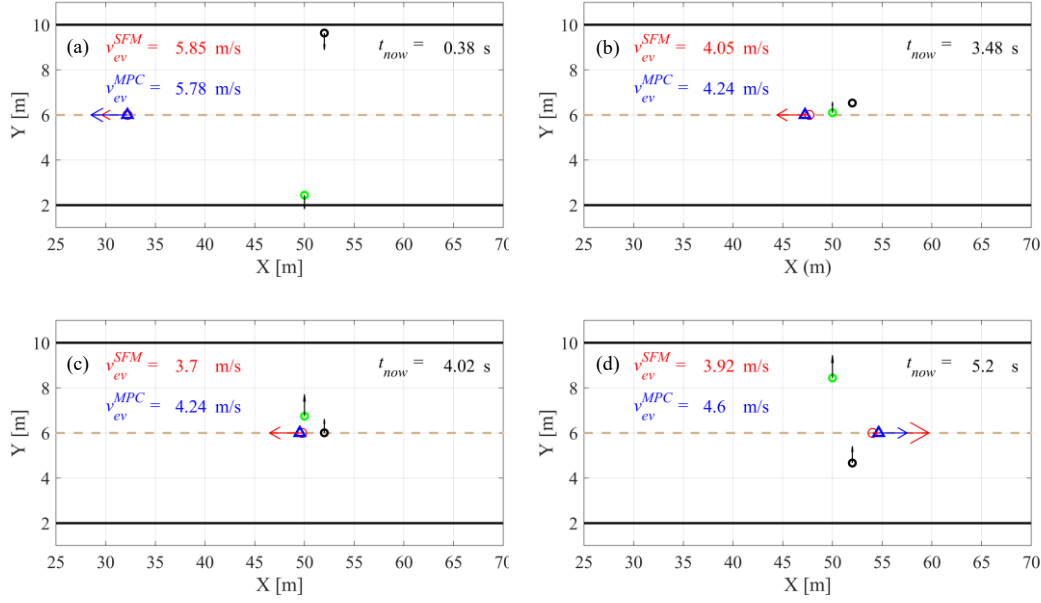 (a) v_ev^SFM = 5.85 m/s t_now = 0.38 s
v_ev^MPC = 5.78 m/s
10
8
6
4
2
Y [m]
25 30 35 40 45 50 55 60 65 70
X [m]
(b) v_ev^SFM = 4.05 m/s t_now = 3.48 s
v_ev^MPC = 4.24 m/s
10
8
6
4
2
Y [m]
25 30 35 40 45 50 55 60 65 70
X (m)
(c) v_ev^SFM = 3.7 m/s t_now = 4.02 s
v_ev^MPC = 4.24 m/s
10
8
6
4
2
Y [m]
25 30 35 40 45 50 55 60 65 70
X [m]
(d) v_ev^SFM = 3.92 m/s t_now = 5.2 s
v_ev^MPC = 4.6 m/s
10
8
6
4
2
Y [m]
25 30 35 40 45 50 55 60 65 70
X [m]